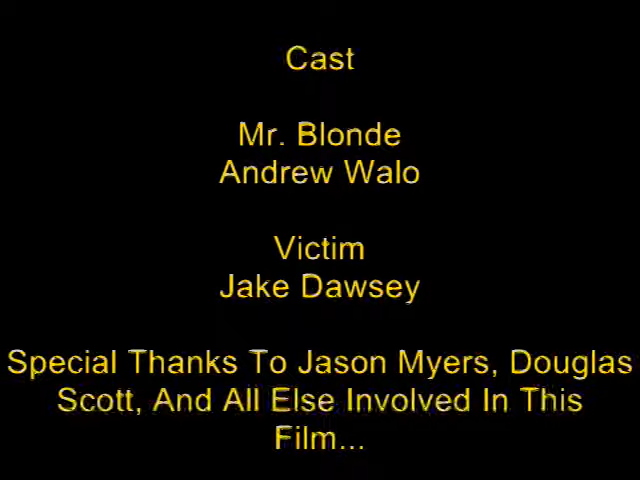 Cast
Mr. Blonde
Andrew Walo
Victim
Jake Dawsey
Special Thanks To Jason Myers, Douglas
Scott, And All Else Involved In This
Film...